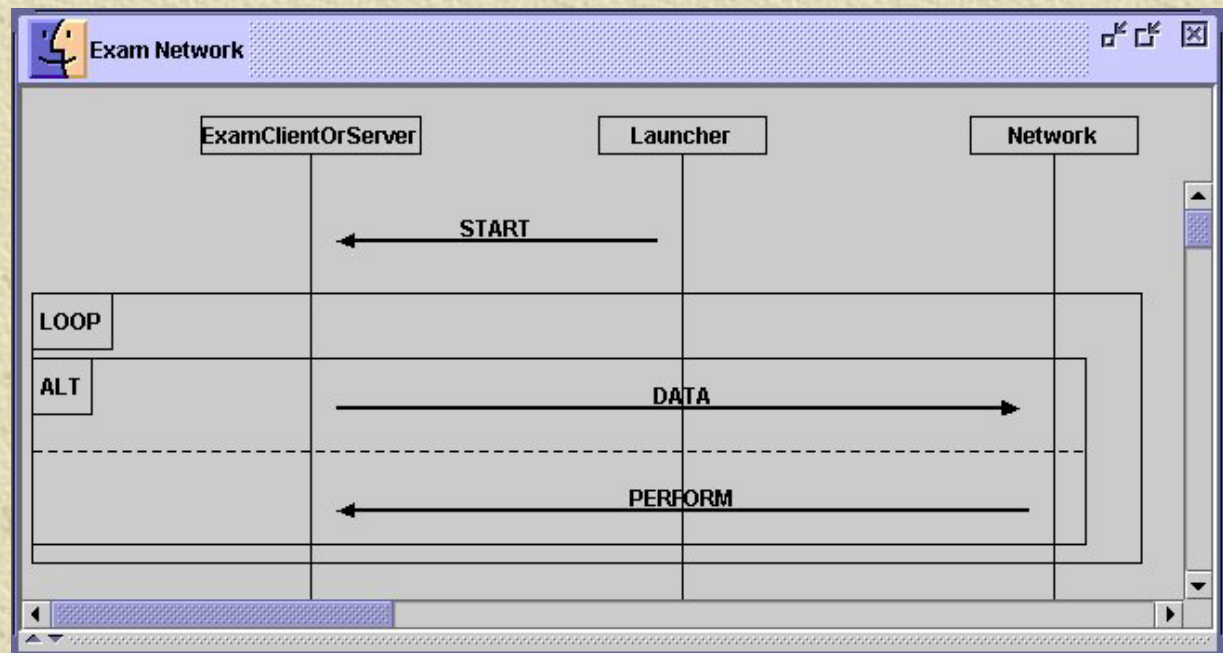 Exam Network
ExamClientOrServer Launcher Network
START
LOOP
ALT
DATA
PERFORM